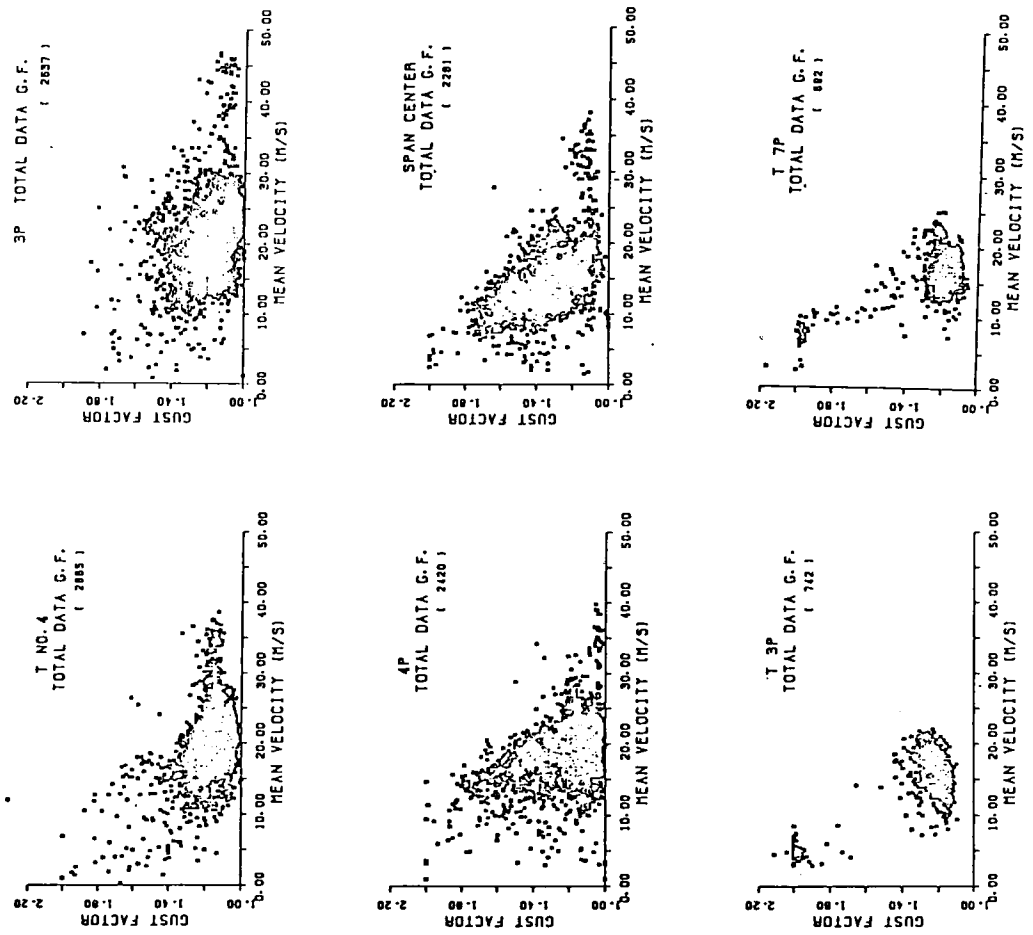 T NO.4
TOTAL DATA G.F.
( 2885 )
GUST FACTOR
2.20
1.80
1.40
1.00
0.00 10.00 20.00 30.00 40.00 50.00
MEAN VELOCITY (M/S)
3P TOTAL DATA G.F.
( 2637 )
GUST FACTOR
2.20
1.80
1.40
1.00
0.00 10.00 20.00 30.00 40.00 50.00
MEAN VELOCITY (M/S)
4P
TOTAL DATA G.F.
( 2420 )
GUST FACTOR
2.20
1.80
1.40
1.00
0.00 10.00 20.00 30.00 40.00 50.00
MEAN VELOCITY (M/S)
SPAN CENTER
TOTAL DATA G.F.
( 2281 )
GUST FACTOR
2.20
1.80
1.40
1.00
0.00 10.00 20.00 30.00 40.00 50.00
MEAN VELOCITY (M/S)
T 3P
TOTAL DATA G.F.
( 742 )
GUST FACTOR
2.20
1.80
1.40
1.00
0.00 10.00 20.00 30.00 40.00 50.00
MEAN VELOCITY (M/S)
T 7P
TOTAL DATA G.F.
( 882 )
GUST FACTOR
2.20
1.80
1.40
1.00
0.00 10.00 20.00 30.00 40.00 50.00
MEAN VELOCITY (M/S)